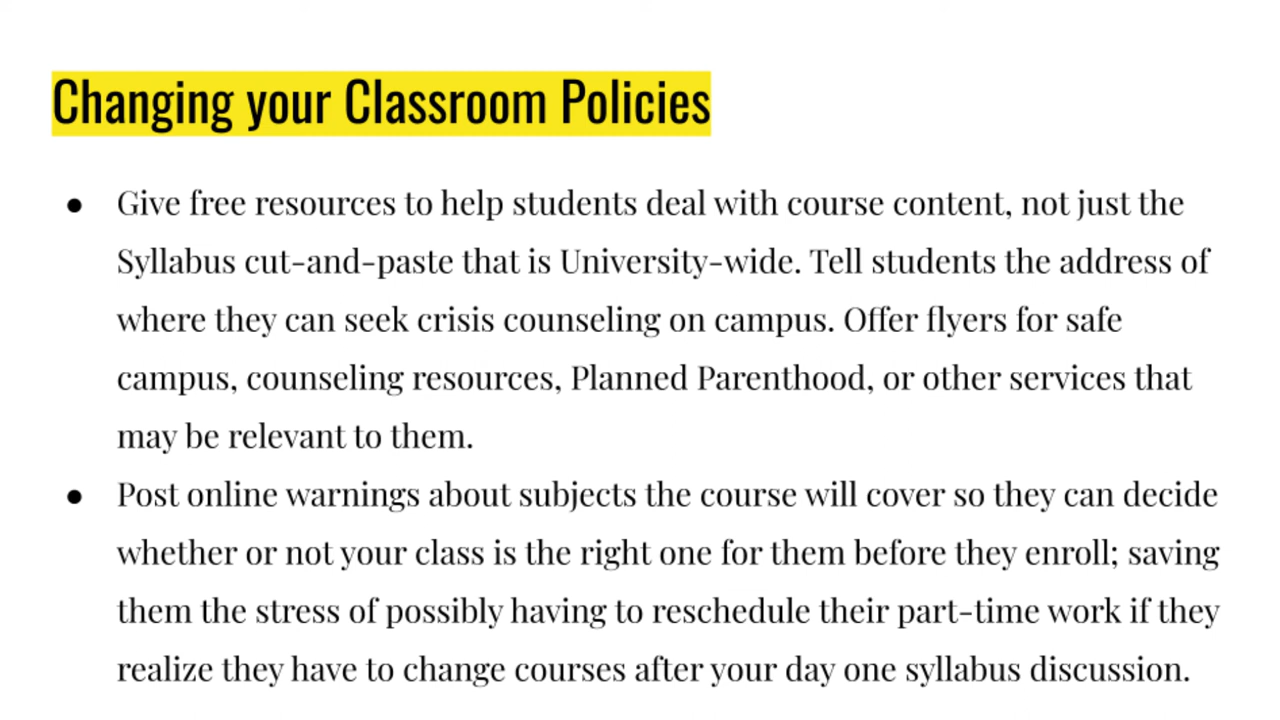 Changing your Classroom Policies
● Give free resources to help students deal with course content, not just the
Syllabus cut-and-paste that is University-wide. Tell students the address of
where they can seek crisis counseling on campus. Offer flyers for safe
campus, counseling resources, Planned Parenthood, or other services that
may be relevant to them.
● Post online warnings about subjects the course will cover so they can decide
whether or not your class is the right one for them before they enroll; saving
them the stress of possibly having to reschedule their part-time work if they
realize they have to change courses after your day one syllabus discussion.